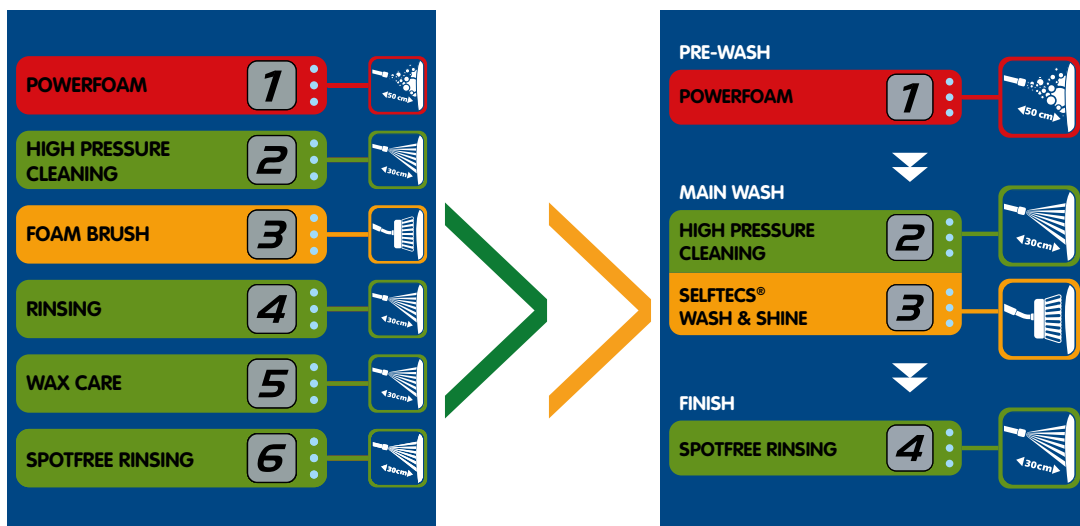 POWERFOAM 1
50 cm
HIGH PRESSURE
CLEANING
2
30cm
FOAM BRUSH 3
RINSING 4
30cm
WAX CARE 5
30cm
SPOTFREE RINSING 6
30cm
PRE-WASH
POWERFOAM 1
50 cm
MAIN WASH
HIGH PRESSURE
CLEANING
2
30cm
SELFTECS®
WASH & SHINE
3
FINISH
SPOTFREE RINSING 4
30cm